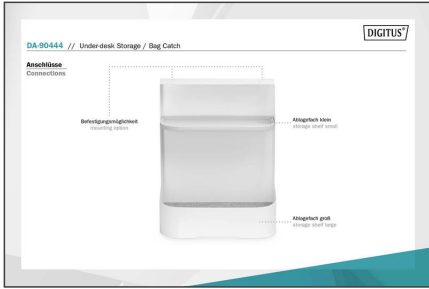 DIGITUS®
DA-90444 // Under-desk Storage / Bag Catch
Anschlüsse
Connections
Befestigungsmöglichkeit
mounting option
Ablagefach klein
storage shelf small
Ablagefach groß
storage shelf large